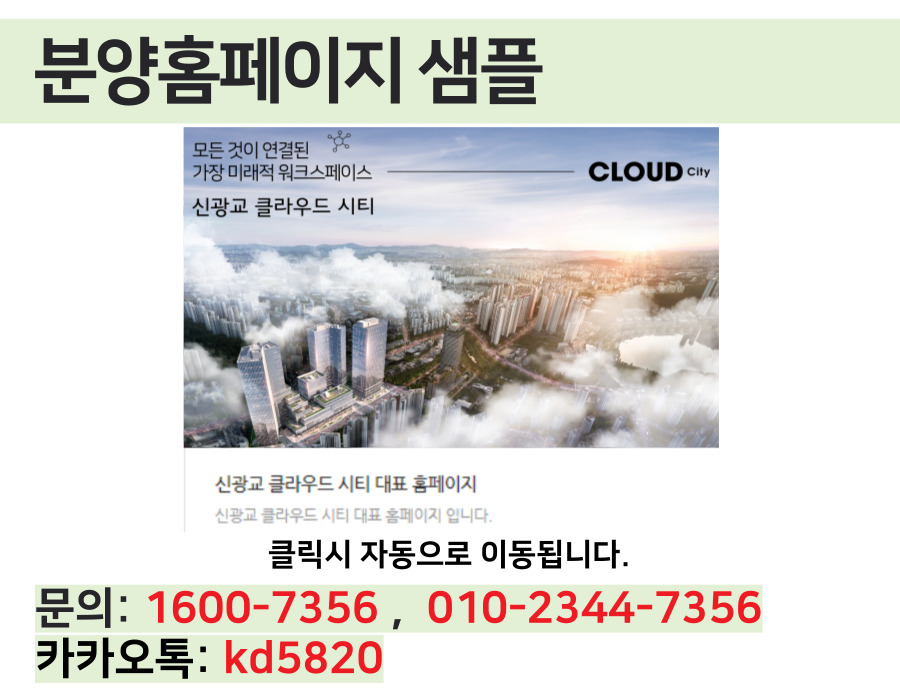 분양홈페이지 샘플
모든 것이 연결된
가장 미래적 워크스페이스
CLOUD City
신광교 클라우드 시티
신광교 클라우드 시티 대표 홈페이지
신광교 클라우드 시티 대표 홈페이지 입니다.
클릭시 자동으로 이동됩니다.
문의: 1600-7356 , 010-2344-7356
카카오톡: kd5820